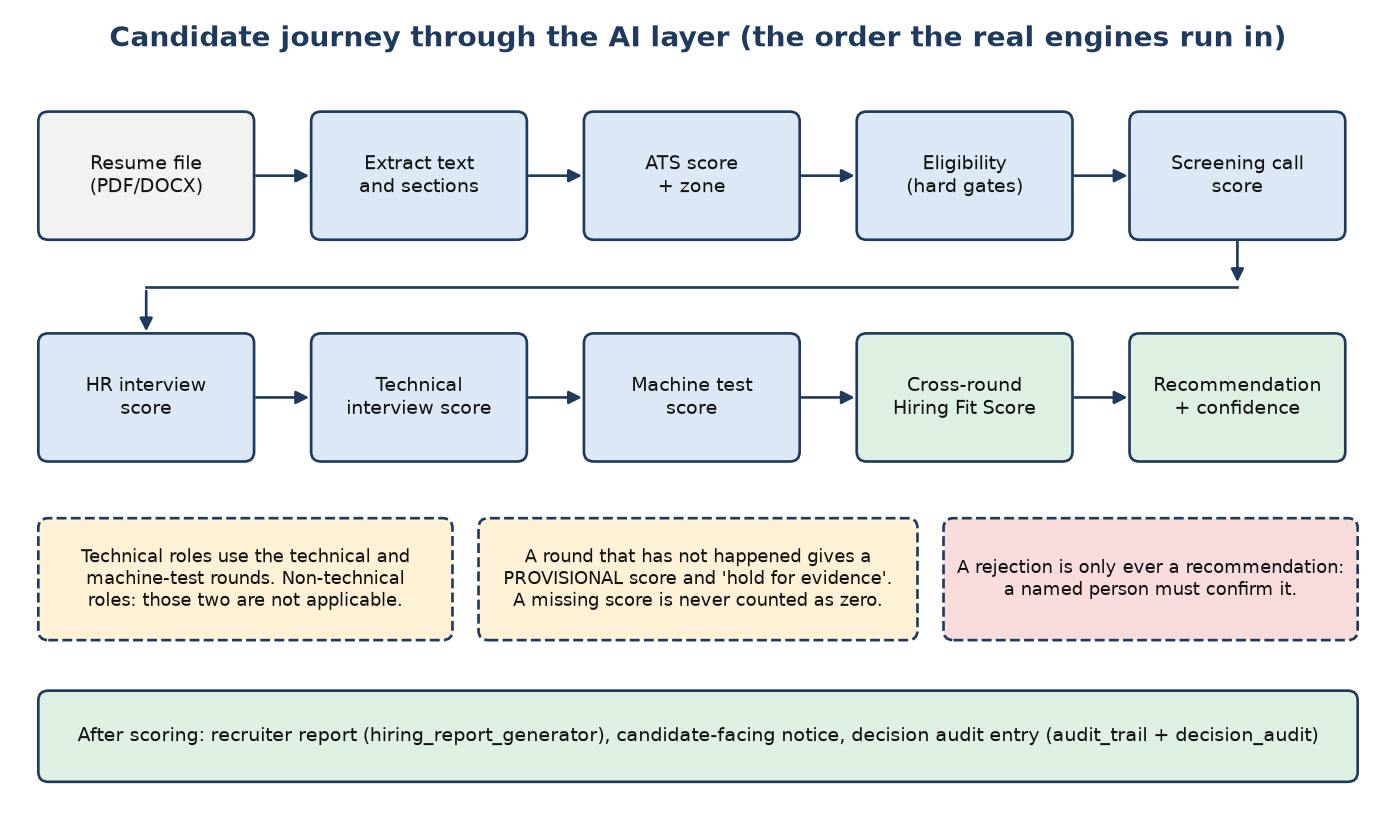 Candidate journey through the AI layer (the order the real engines run in)
Resume file
(PDF/DOCX)
Extract text
and sections
ATS score
+ zone
Eligibility
(hard gates)
Screening call
score
HR interview
score
Technical
interview score
Machine test
score
Cross-round
Hiring Fit Score
Recommendation
+ confidence
Technical roles use the technical and
machine-test rounds. Non-technical
roles: those two are not applicable.
A round that has not happened gives a
PROVISIONAL score and 'hold for evidence'.
A missing score is never counted as zero.
A rejection is only ever a recommendation:
a named person must confirm it.
After scoring: recruiter report (hiring_report_generator), candidate-facing notice, decision audit entry (audit_trail + decision_audit)